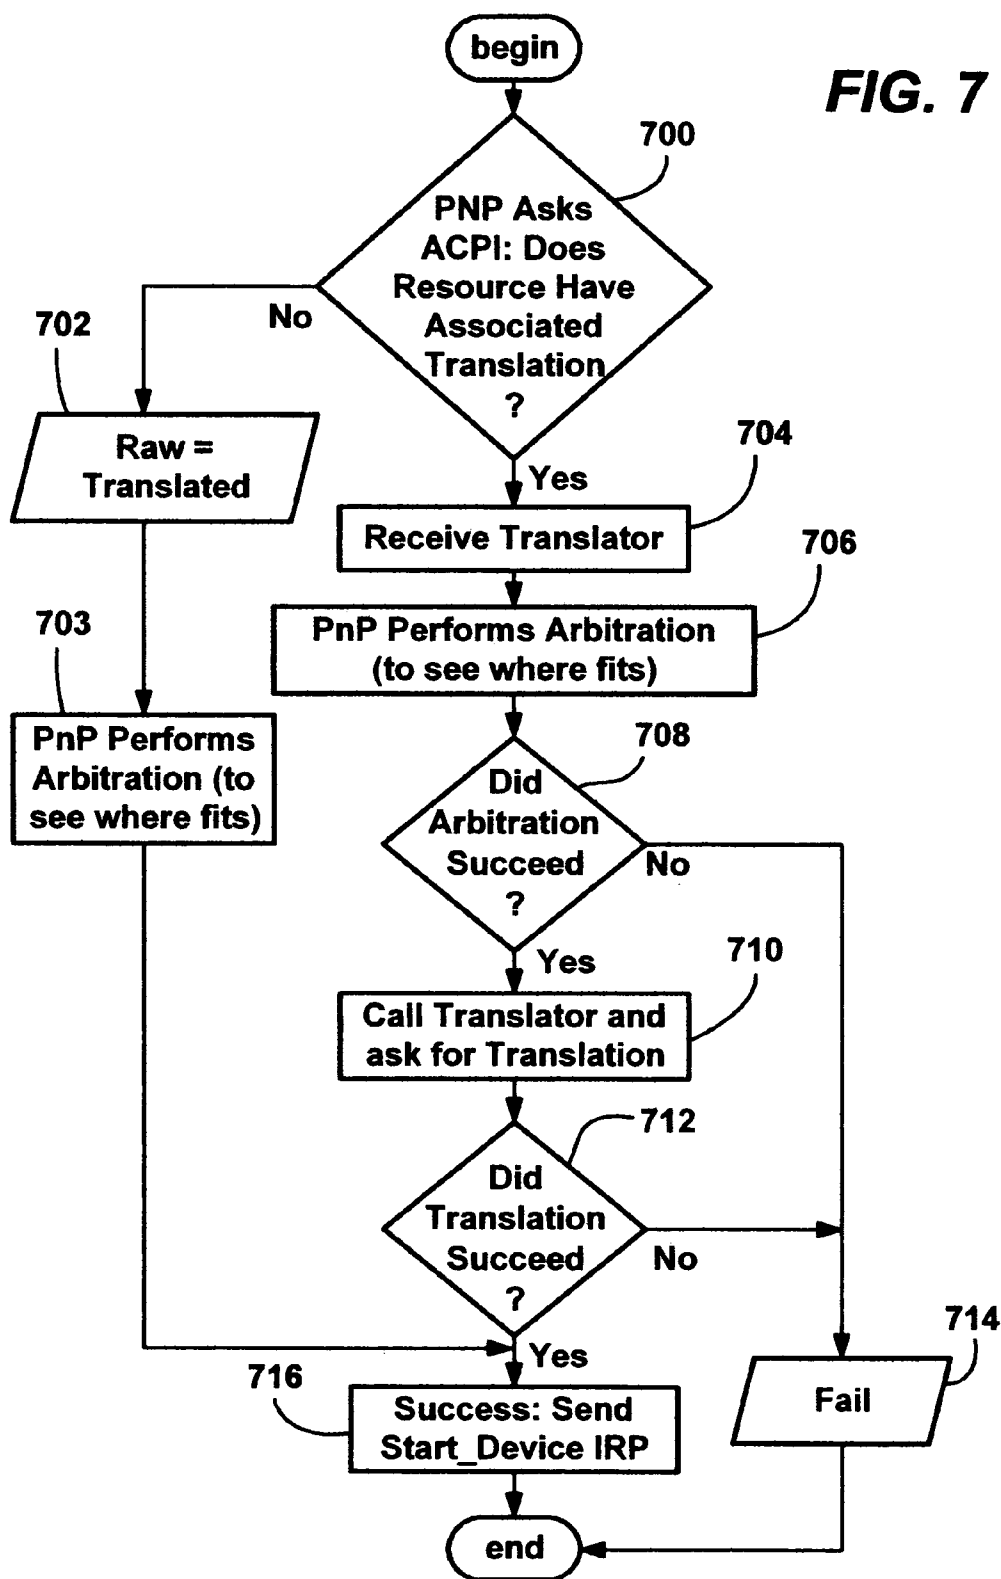 begin
FIG. 7
700
PNP Asks
ACPI: Does
Resource Have
Associated
Translation
?
No
Yes
702
Raw =
Translated
704
Receive Translator
706
PnP Performs Arbitration
(to see where fits)
703
PnP Performs
Arbitration (to
see where fits)
708
Did
Arbitration
Succeed
?
No
Yes
710
Call Translator and
ask for Translation
712
Did
Translation
Succeed
?
No
Yes
714
Fail
716
Success: Send
Start_Device IRP
end